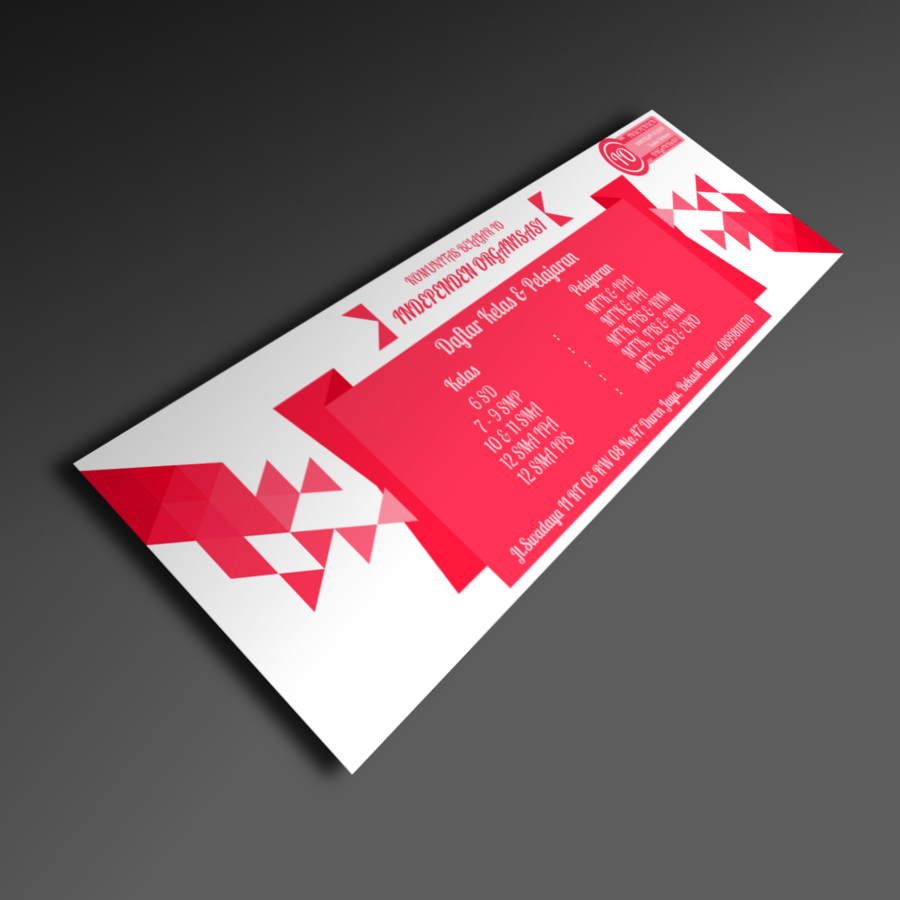 KOMUNITAS BELAJAR IO
INDEPENDEN ORGANISASI
Daftar Kelas & Pelajaran
Kelas Pelajaran
6 SD : MTK & IPA
7 - 9 SMP : MTK & IPA
10 & 11 SMA : MTK, FIS & KIM
12 SMA IPA : MTK, FIS & KIM
12 SMA IPS : MTK, GEO & EKO
Jl.Swadaya 11 RT 06 RW 08 No.47 Duren Jaya, Bekasi Timur /
IO